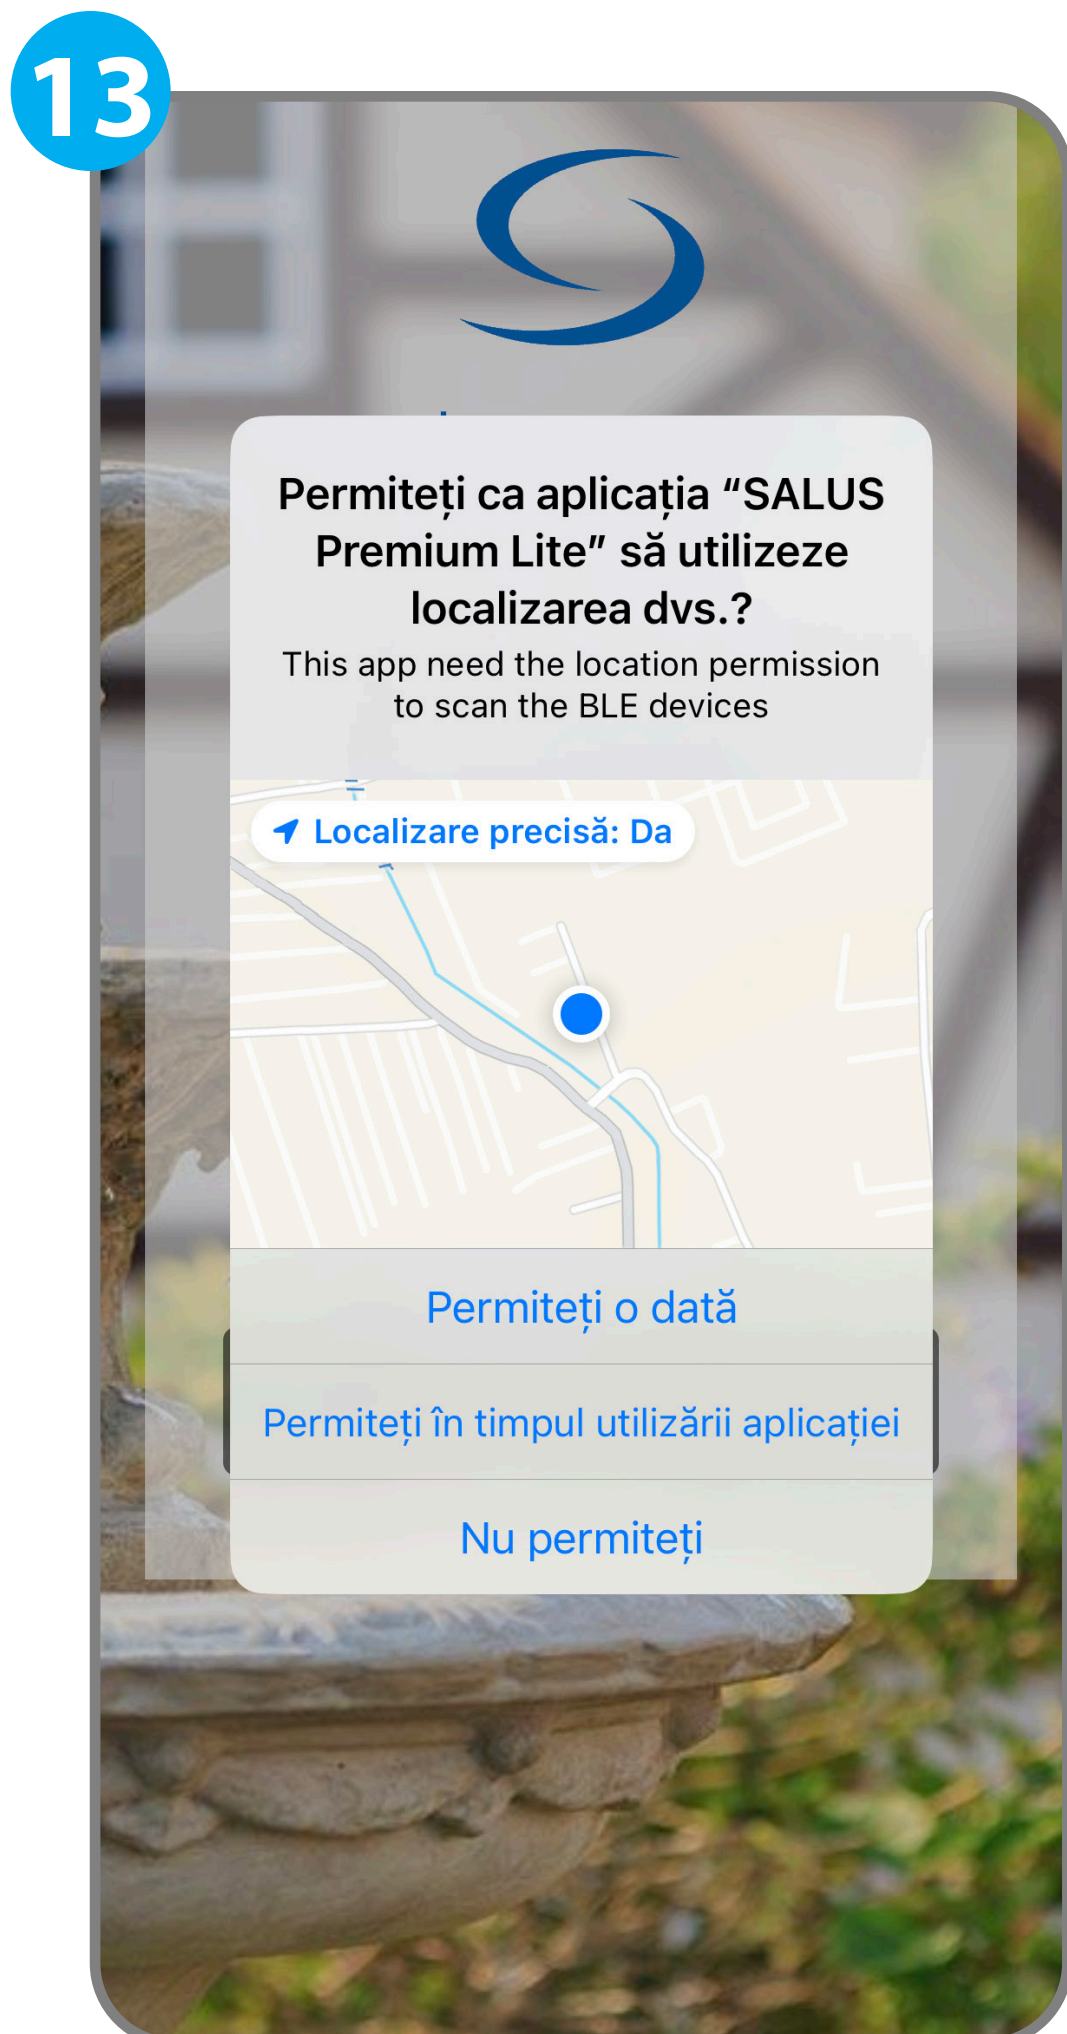 13
Permiteți ca aplicația “SALUS
Premium Lite” să utilizeze
localizarea dvs.?
This app need the location permission
to scan the BLE devices
Localizare precisă: Da
Permiteți o dată
Permiteți în timpul utilizării aplicației
Nu permiteți